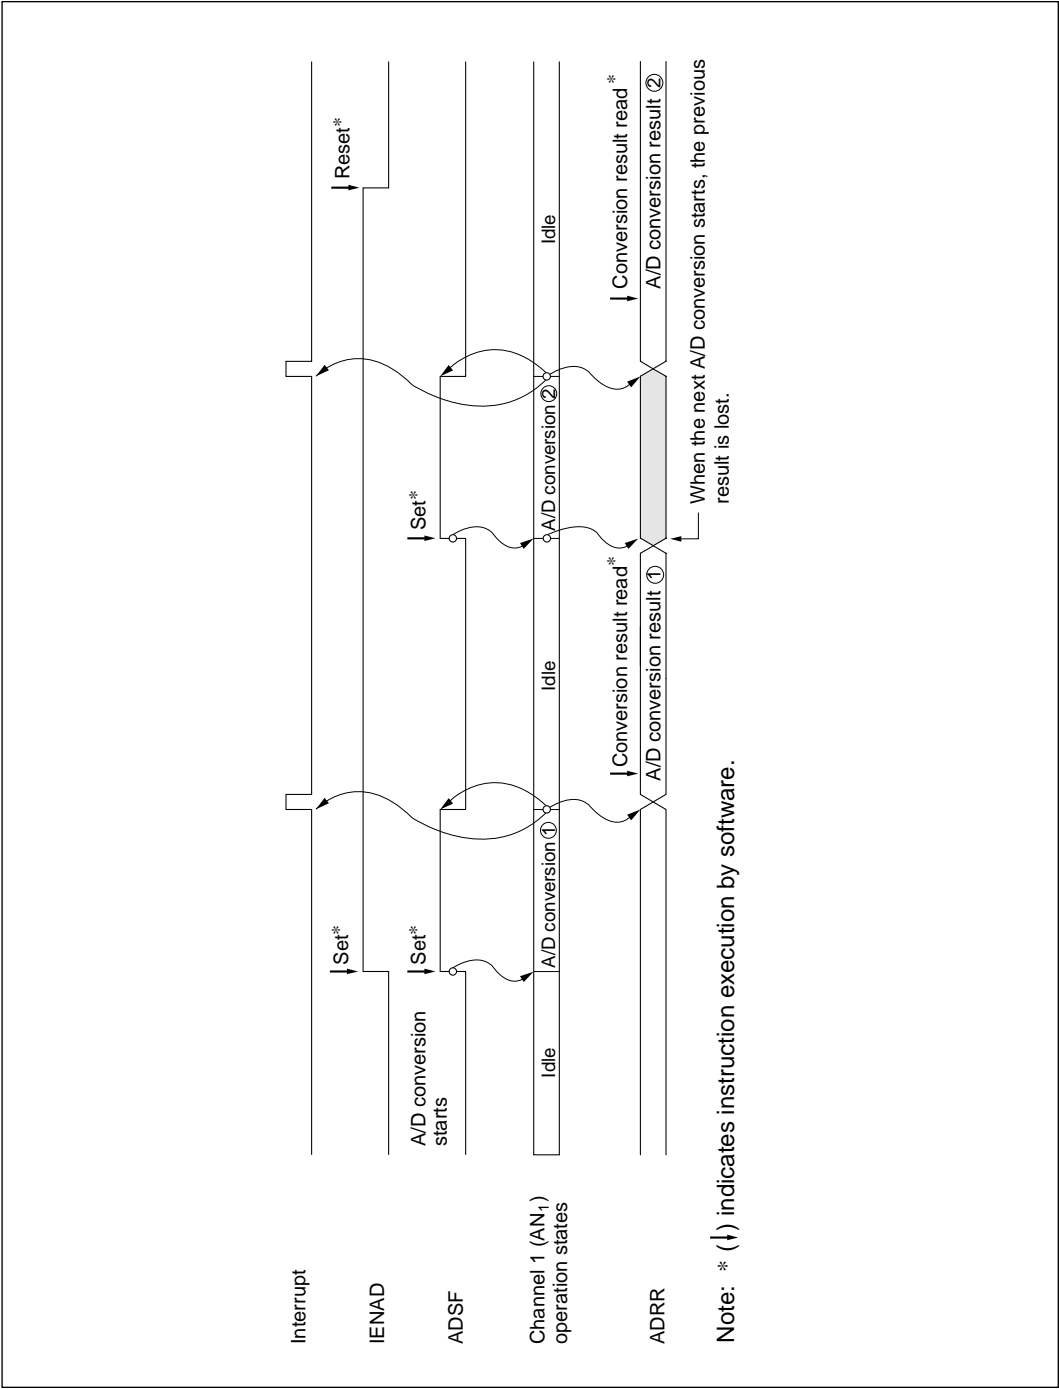 Interrupt
IENAD
Set*
Reset*
ADSF
A/D conversion
starts
Set*
Set*
Channel 1 (AN₁)
operation states
Idle
A/D conversion ①
Idle
A/D conversion ②
Idle
ADRR
Conversion result read*
A/D conversion result ①
Conversion result read*
A/D conversion result ②
When the next A/D conversion starts, the previous
result is lost.
Note: * (↓) indicates instruction execution by software.